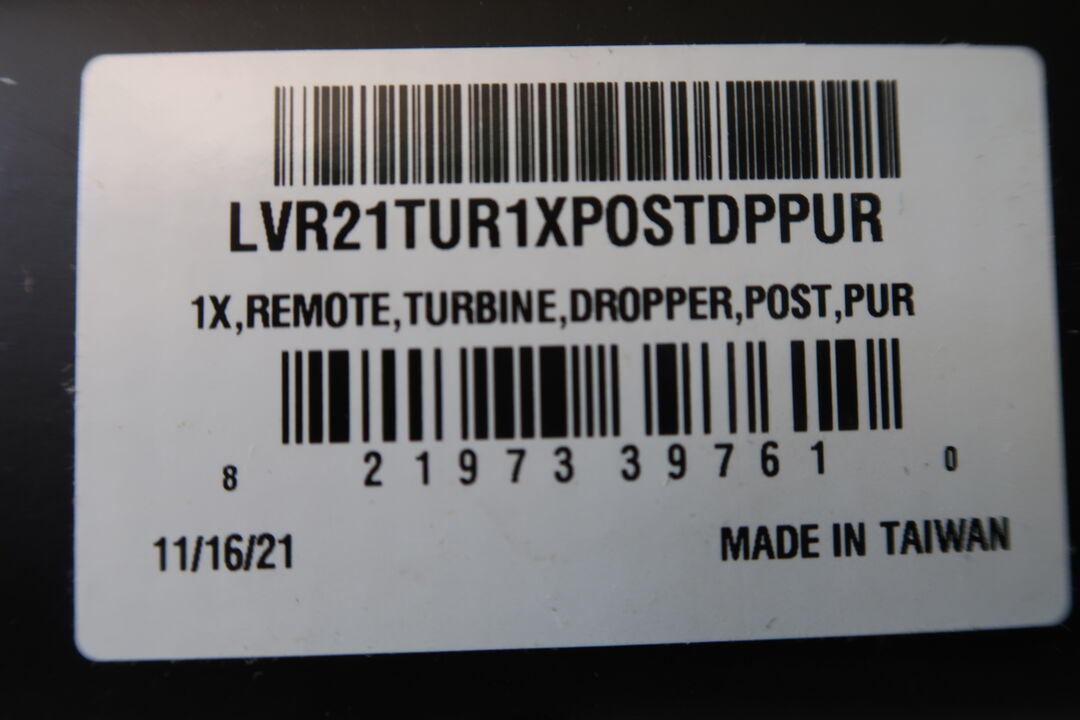 LVR21TUR1XPOSTDPPUR
1X,REMOTE,TURBINE,DROPPER,POST,PUR
8 21973 39761 0
11/16/21 MADE IN TAIWAN